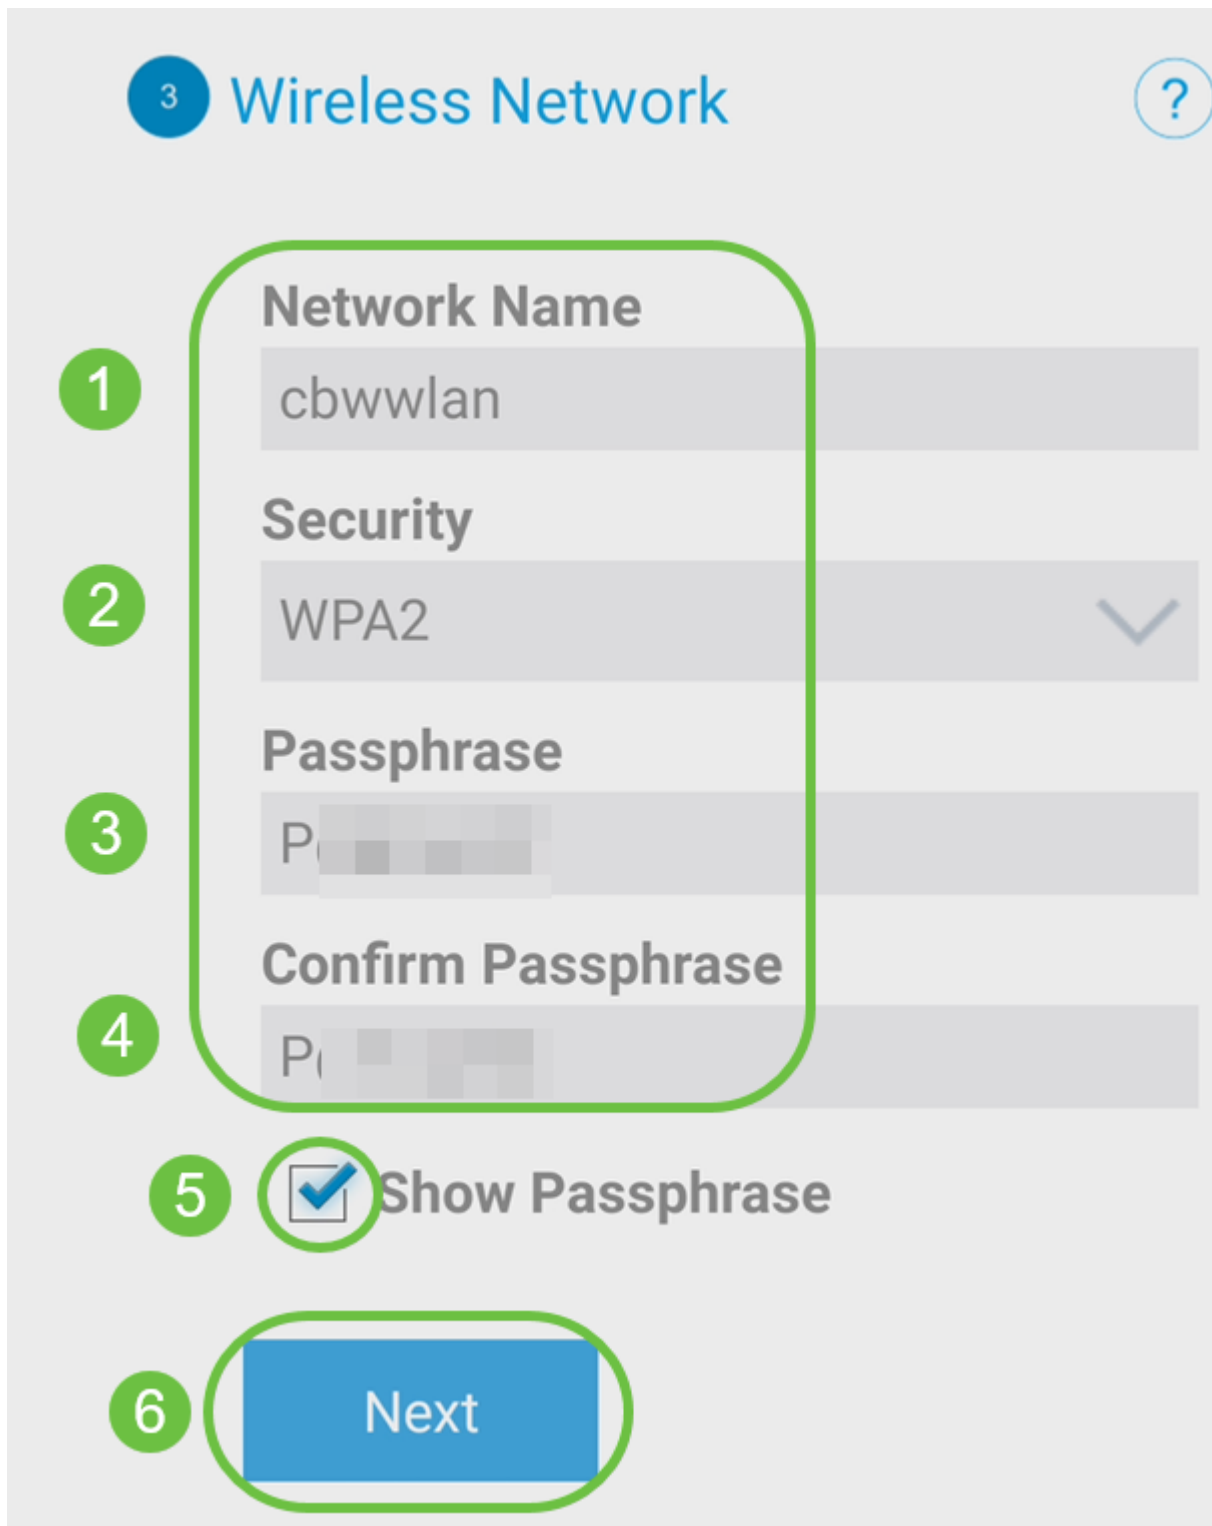 3 Wireless Network ?
Network Name
1 cbwwlan
Security
2 WPA2
Passphrase
3
Confirm Passphrase
4
5 Show Passphrase
6 Next